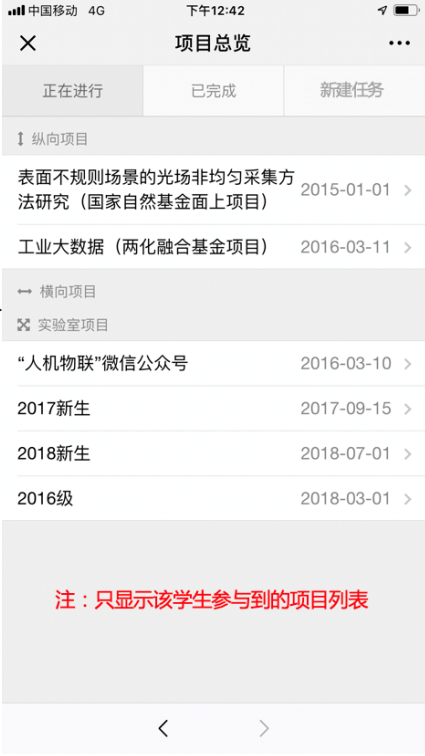 中国移动 4G 下午12:42
项目总览
正在进行 已完成 新建任务
纵向项目
表面不规则场景的光场非均匀采集方
法研究（国家自然基金面上项目） 2015-01-01
工业大数据（两化融合基金项目） 2016-03-11
横向项目
实验室项目
“人机物联”微信公众号 2016-03-10
2017新生 2017-09-15
2018新生 2018-07-01
2016级 2018-03-01
注：只显示该学生参与到的项目列表